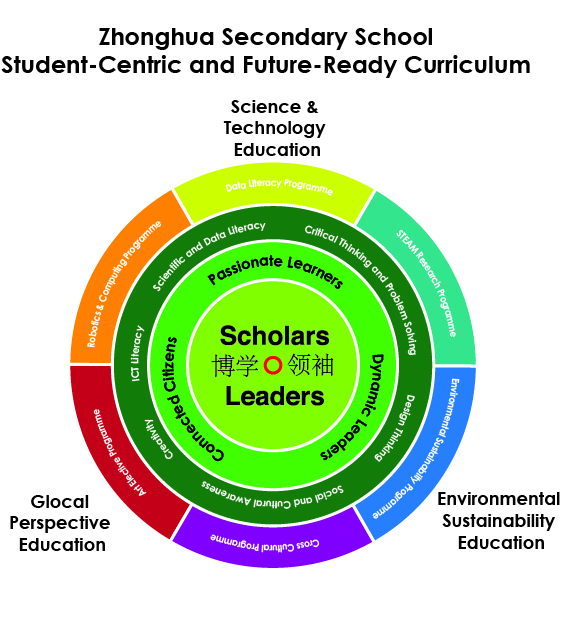 Zhonghua Secondary School
Student-Centric and Future-Ready Curriculum
Science &
Technology
Education
Data Literacy Programme
STEAM Research Programme
Environmental Sustainability Programme
Cross Cultural Programme
Art Elective Programme
Robotics & Computing Programme
Scientific and Data Literacy
Critical Thinking and Problem Solving
Design Thinking
Social and Cultural Awareness
Creativity
ICT Literacy
Passionate Learners
Dynamic Leaders
Connected Citizens
Scholars
博学 领袖
Leaders
Glocal
Perspective
Education
Environmental
Sustainability
Education